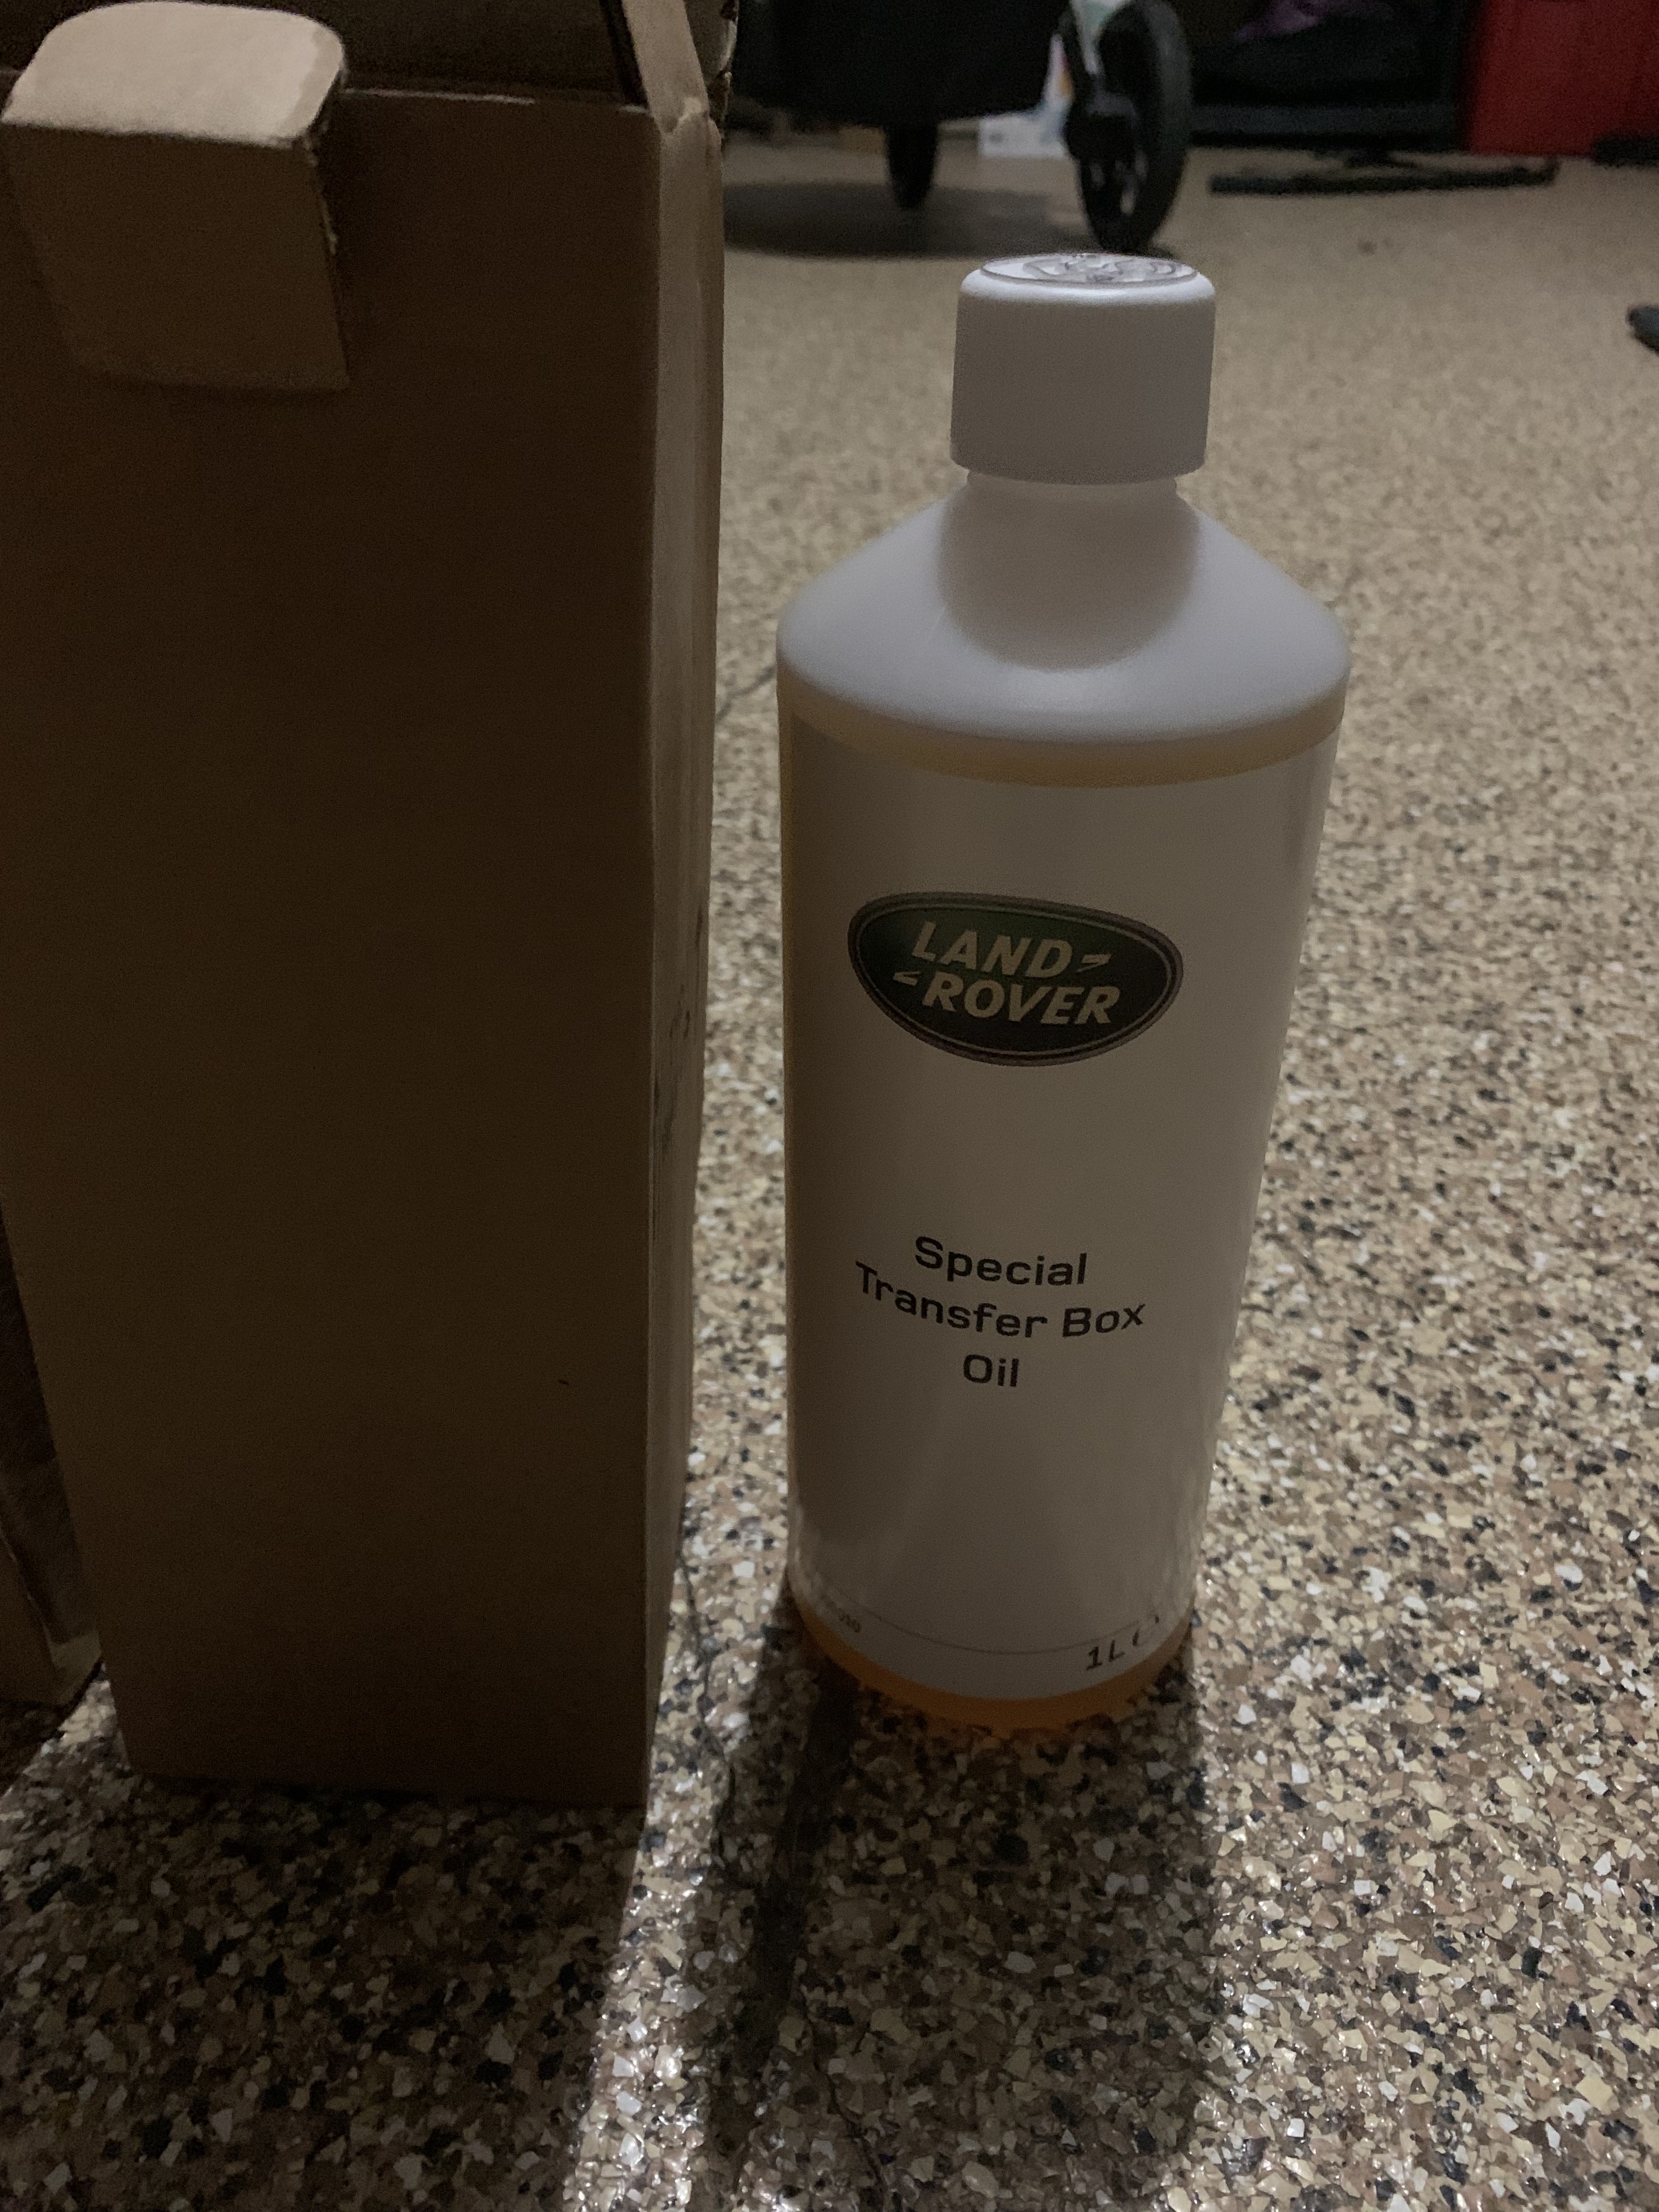 LAND
ROVER
Special
Transfer Box
Oil
1L